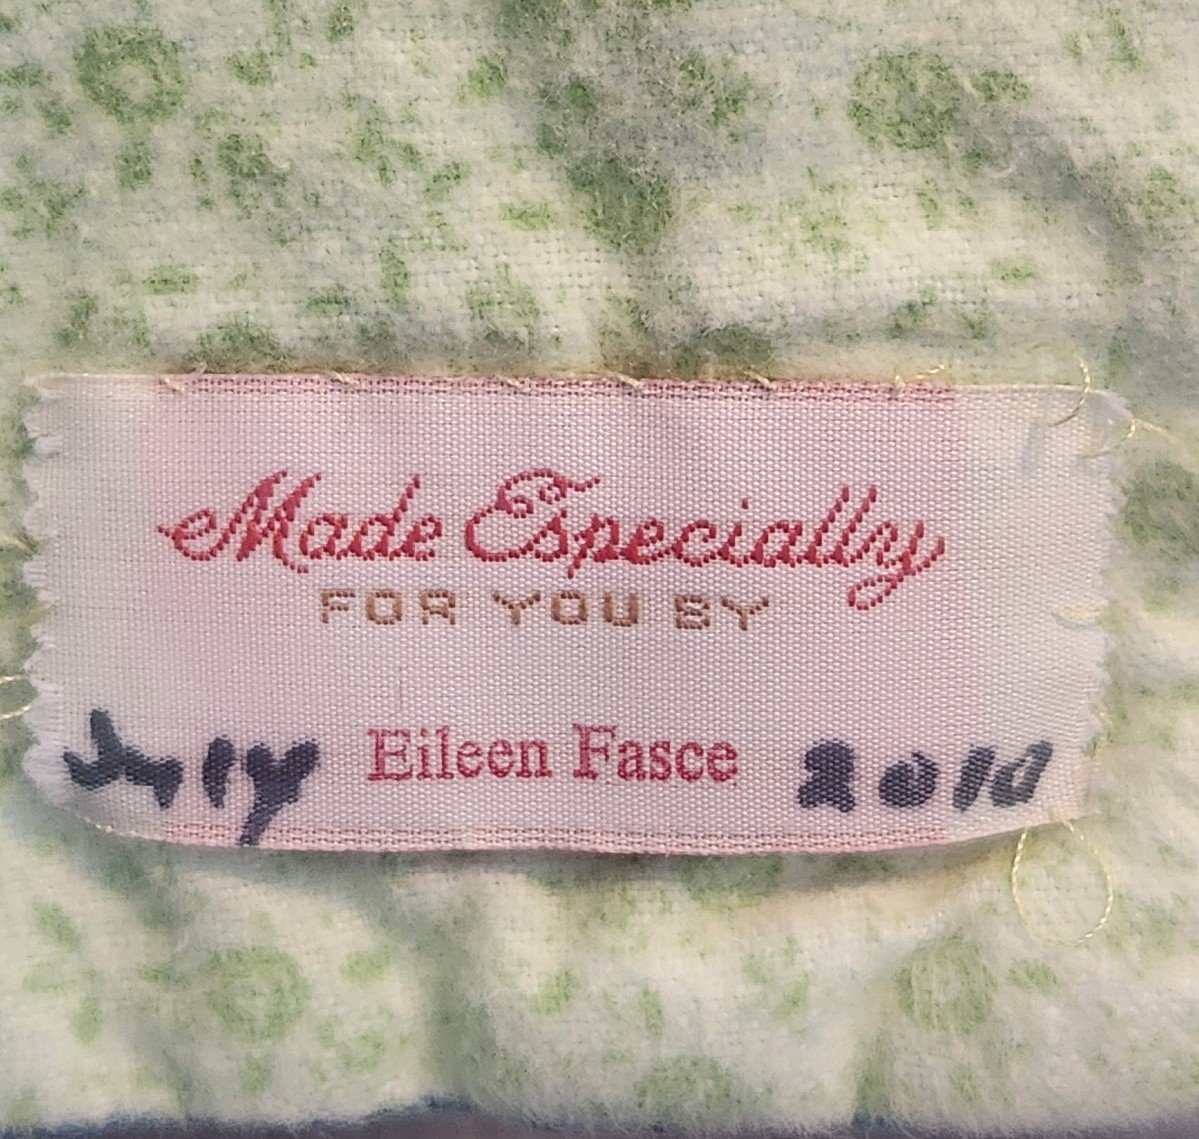 Made Especially
FOR YOU BY
July Eileen Fasce 2010